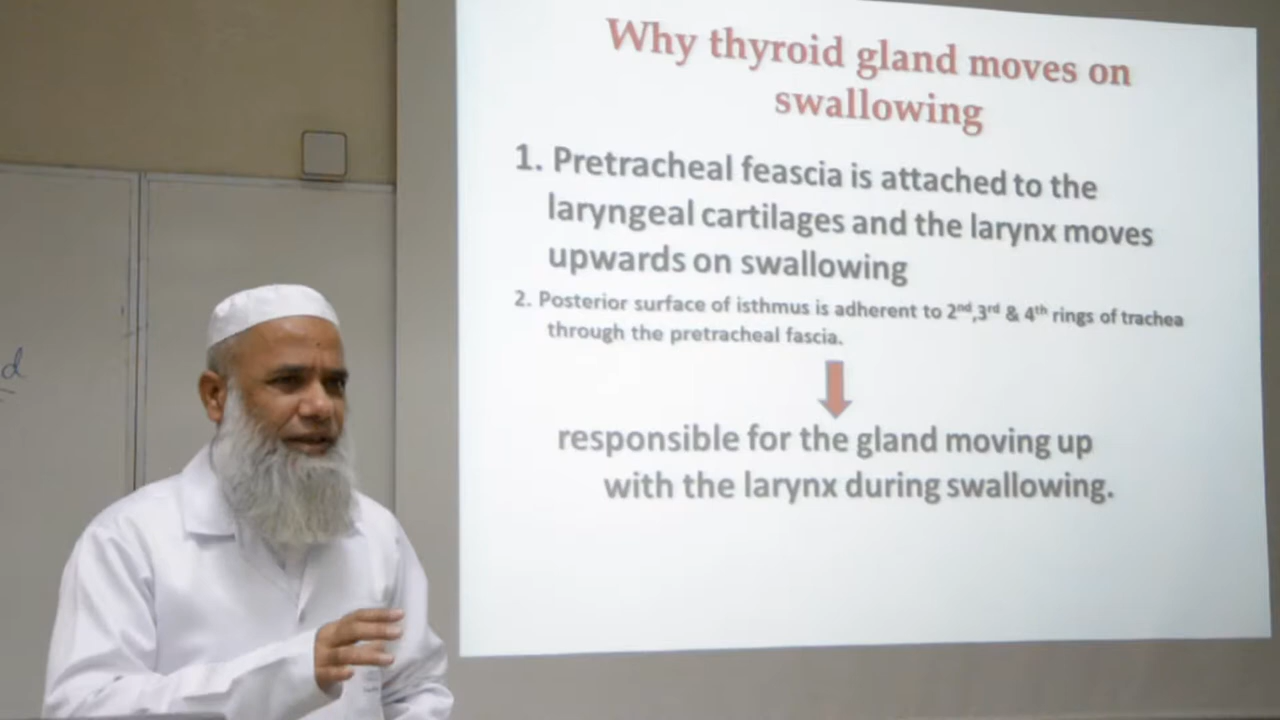 Why thyroid gland moves on
swallowing
1. Pretracheal feascia is attached to the
laryngeal cartilages and the larynx moves
upwards on swallowing
2. Posterior surface of isthmus is adherent to 2nd,3rd & 4th rings of trachea
through the pretracheal fascia.
responsible for the gland moving up
with the larynx during swallowing.
d